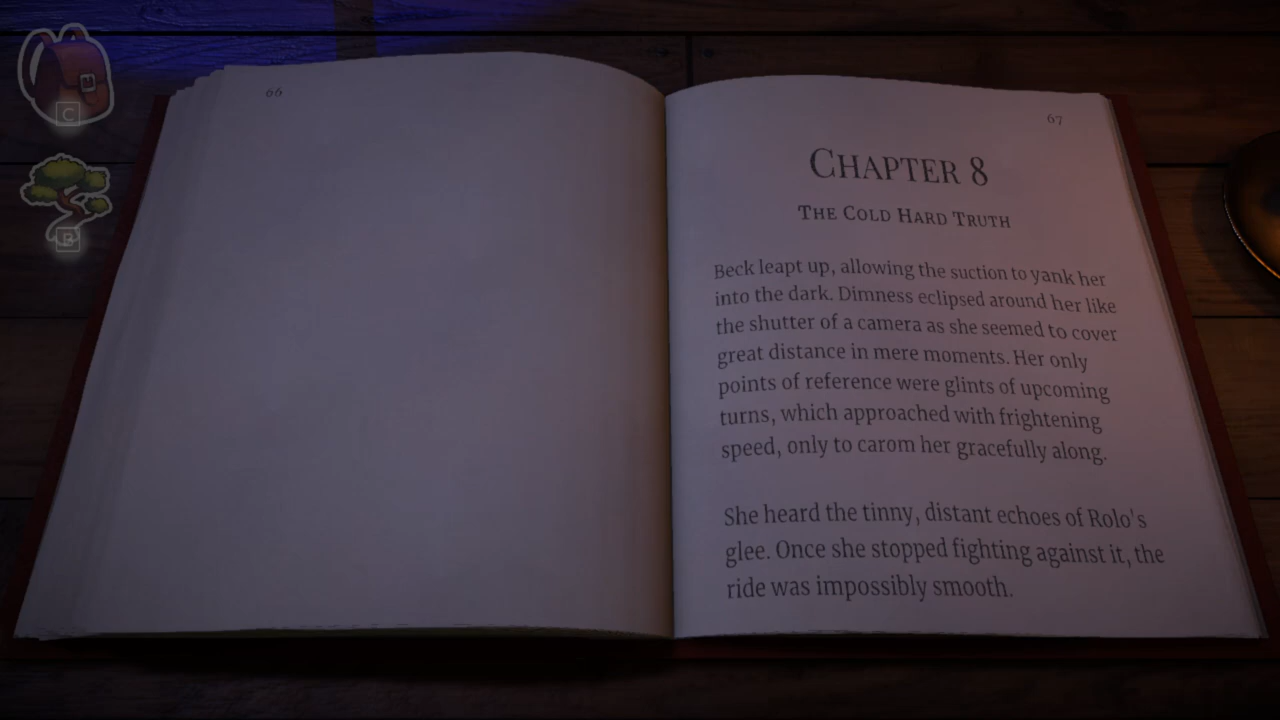 C
B
66
67
Chapter 8
The Cold Hard Truth
Beck leapt up, allowing the suction to yank her
into the dark. Dimness eclipsed around her like
the shutter of a camera as she seemed to cover
great distance in mere moments. Her only
points of reference were glints of upcoming
turns, which approached with frightening
speed, only to carom her gracefully along.
She heard the tinny, distant echoes of Rolo's
glee. Once she stopped fighting against it, the
ride was impossibly smooth.